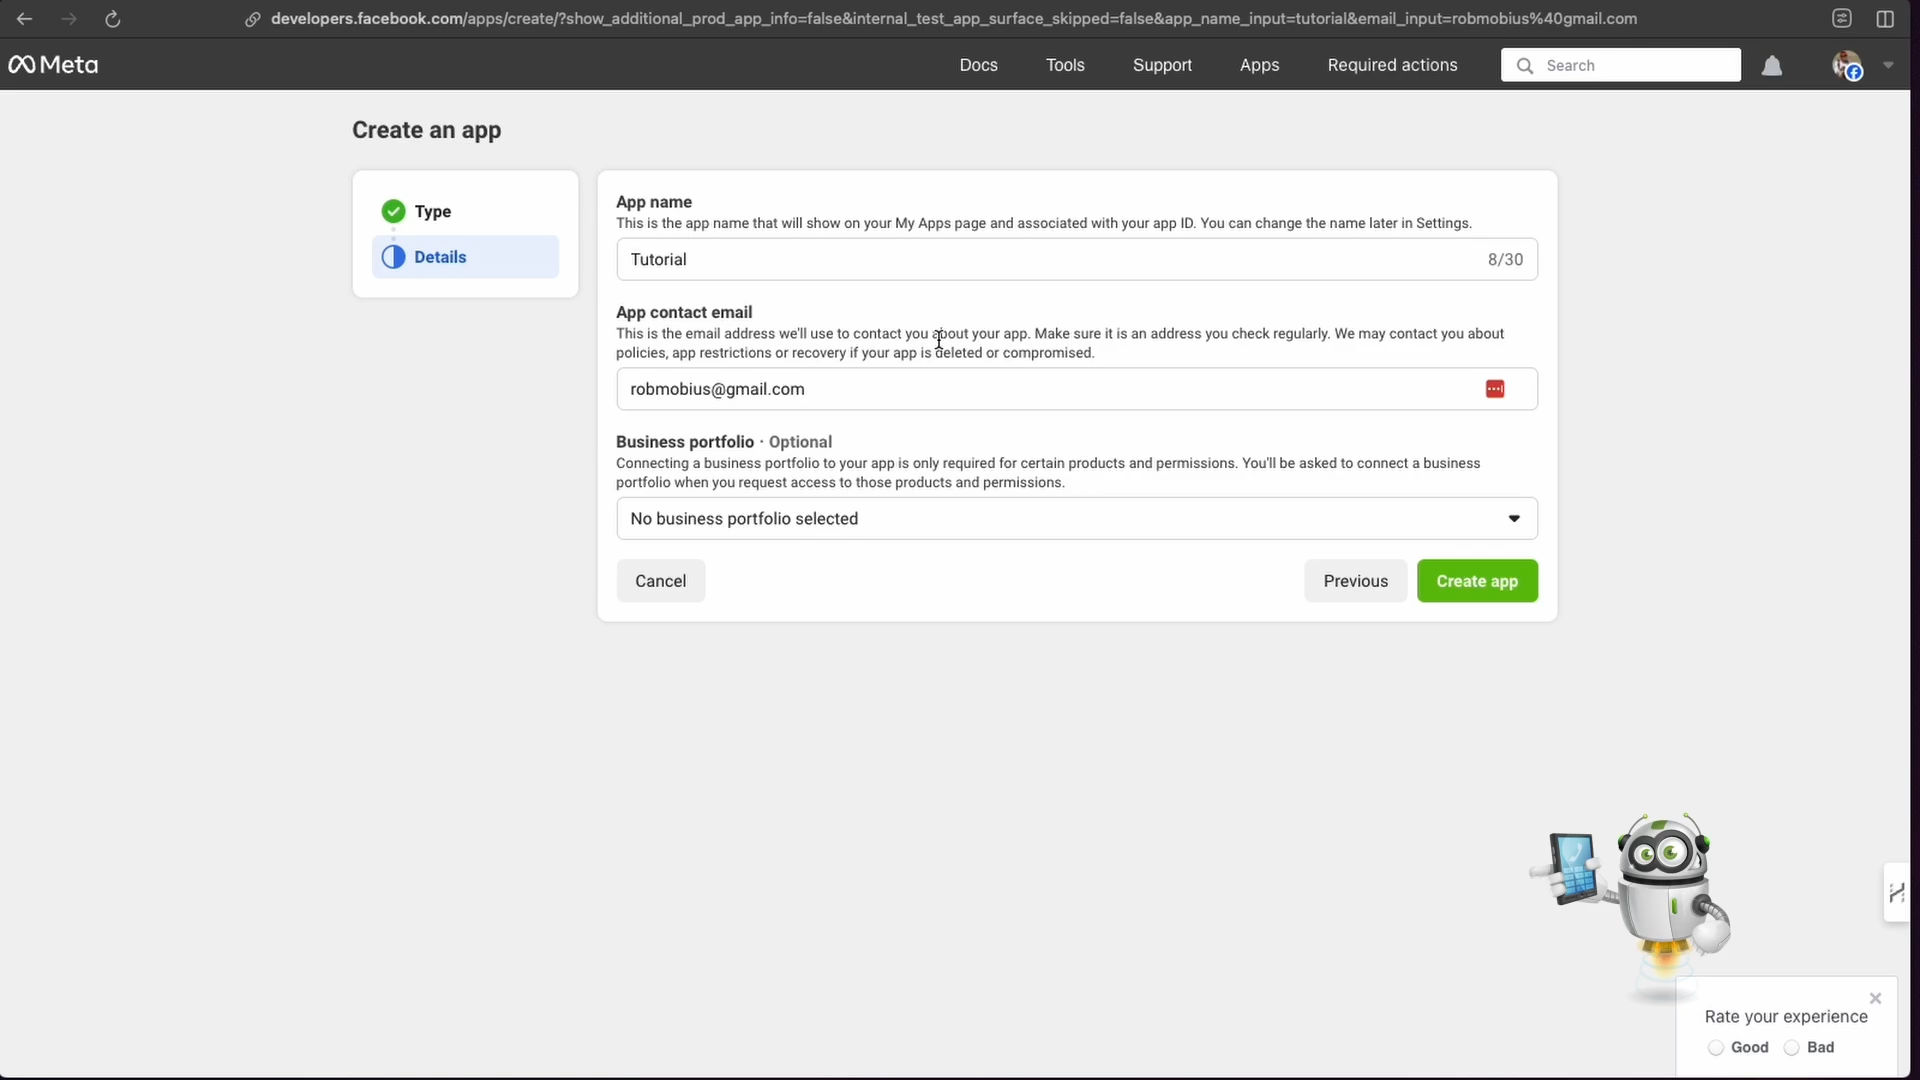 developers.facebook.com/apps/create/?show_additional_prod_app_info=false&internal_test_app_surface_skipped=false&app_name_input=tutorial&email_input=robmobius%40gmail.com
Meta
Docs
Tools
Support
Apps
Required actions
Search
Create an app
Type
Details
App name
This is the app name that will show on your My Apps page and associated with your app ID. You can change the name later in Settings.
Tutorial
8/30
App contact email
This is the email address we'll use to contact you about your app. Make sure it is an address you check regularly. We may contact you about
policies, app restrictions or recovery if your app is deleted or compromised.
robmobius@gmail.com
Business portfolio · Optional
Connecting a business portfolio to your app is only required for certain products and permissions. You'll be asked to connect a business
portfolio when you request access to those products and permissions.
No business portfolio selected
Cancel
Previous
Create app
Rate your experience
Good
Bad